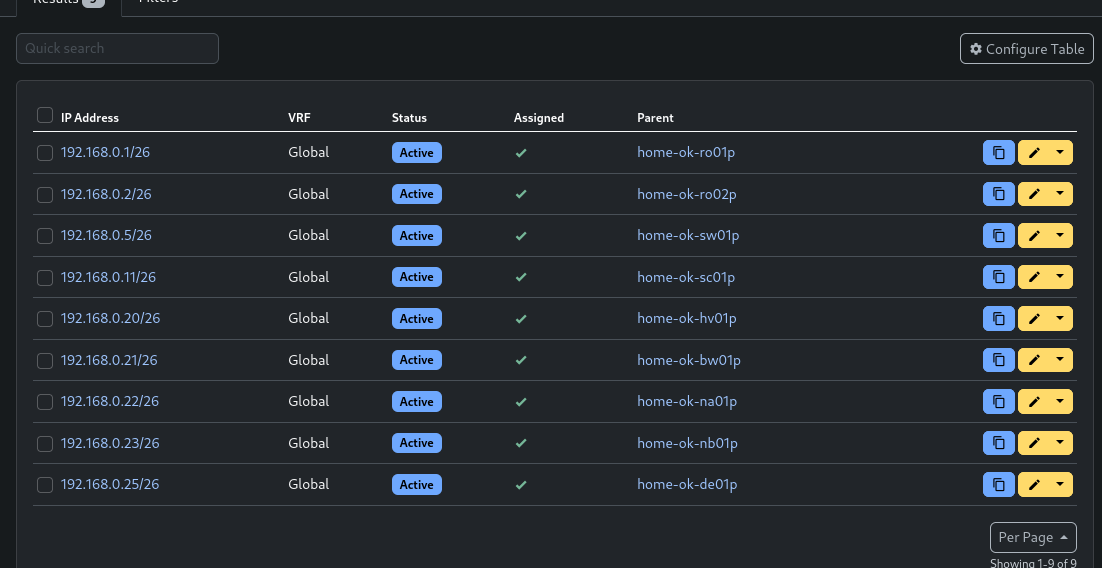 Results 9 Filters
Quick search
Configure Table
IP Address VRF Status Assigned Parent
192.168.0.1/26 Global Active home-ok-ro01p
192.168.0.2/26 Global Active home-ok-ro02p
192.168.0.5/26 Global Active home-ok-sw01p
192.168.0.11/26 Global Active home-ok-sc01p
192.168.0.20/26 Global Active home-ok-hv01p
192.168.0.21/26 Global Active home-ok-bw01p
192.168.0.22/26 Global Active home-ok-na01p
192.168.0.23/26 Global Active home-ok-nb01p
192.168.0.25/26 Global Active home-ok-de01p
Per Page
Showing 1-9 of 9